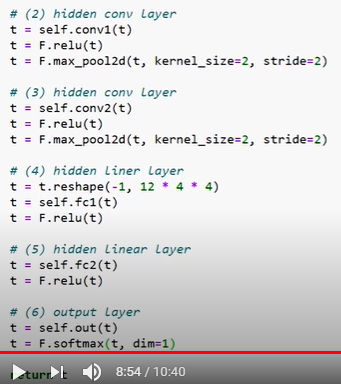 # (2) hidden conv layer
t = self.conv1(t)
t = F.relu(t)
t = F.max_pool2d(t, kernel_size=2, stride=2)
# (3) hidden conv layer
t = self.conv2(t)
t = F.relu(t)
t = F.max_pool2d(t, kernel_size=2, stride=2)
# (4) hidden liner layer
t = t.reshape(-1, 12 * 4 * 4)
t = self.fc1(t)
t = F.relu(t)
# (5) hidden linear layer
t = self.fc2(t)
t = F.relu(t)
# (6) output layer
t = self.out(t)
t = F.softmax(t, dim=1)
return t
8:54 / 10:40